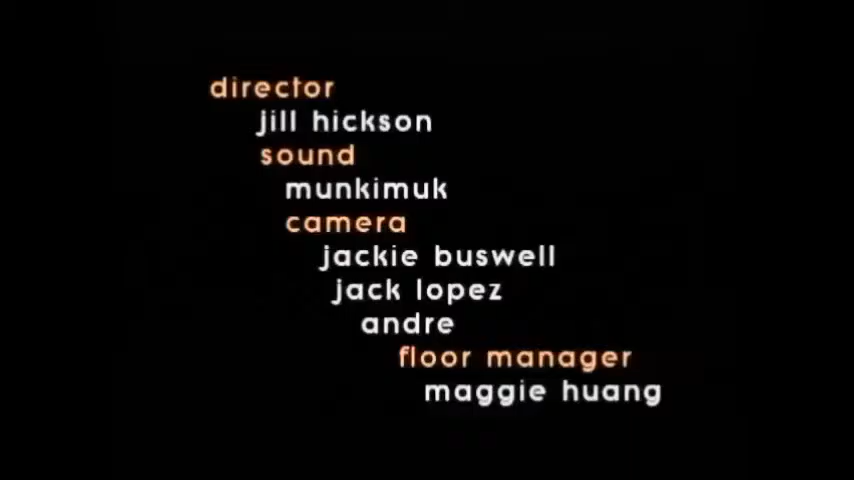 director
jill hickson
sound
munkimuk
camera
jackie buswell
jack lopez
andre
floor manager
maggie huang